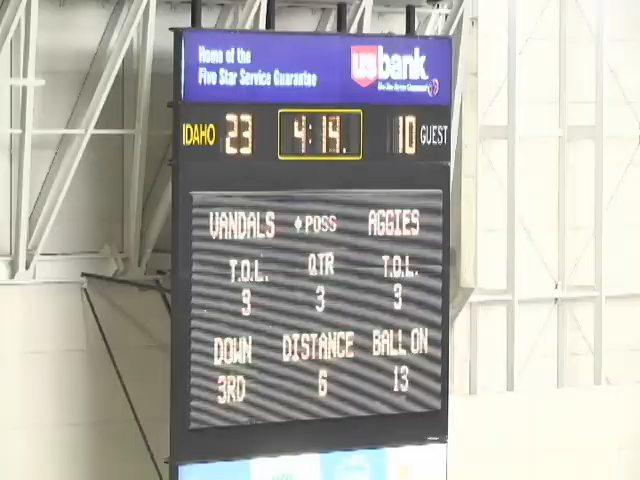 Home of the
Five Star Service Guarantee
usbank
IDAHO 23 4:19. 10 GUEST
VANDALS POSS AGGIES
T.O.L. QTR T.O.L.
3 3 3
DOWN DISTANCE BALL ON
3RD 6 13